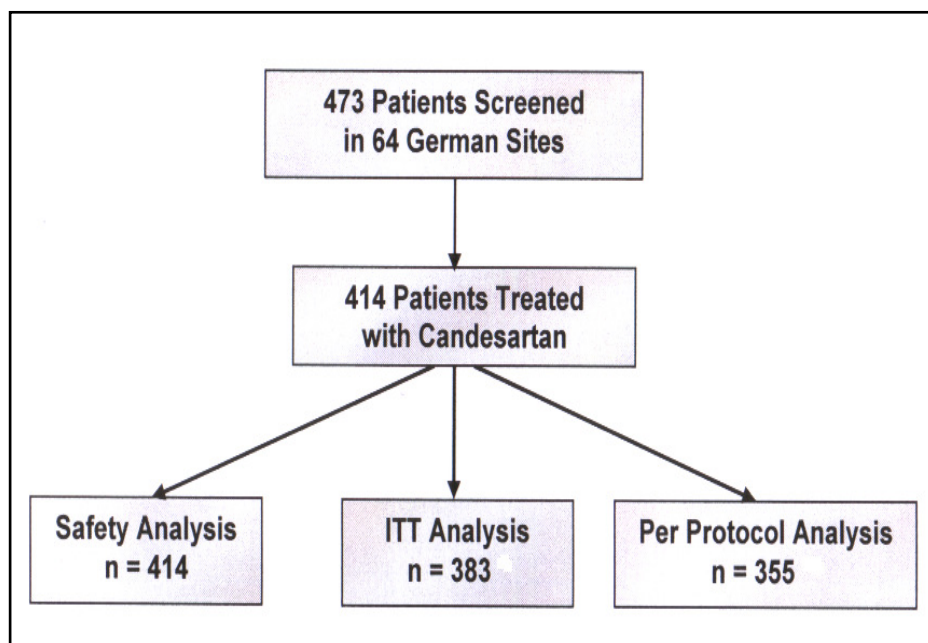 473 Patients Screened
in 64 German Sites
414 Patients Treated
with Candesartan
Safety Analysis
n = 414
ITT Analysis
n = 383
Per Protocol Analysis
n = 355